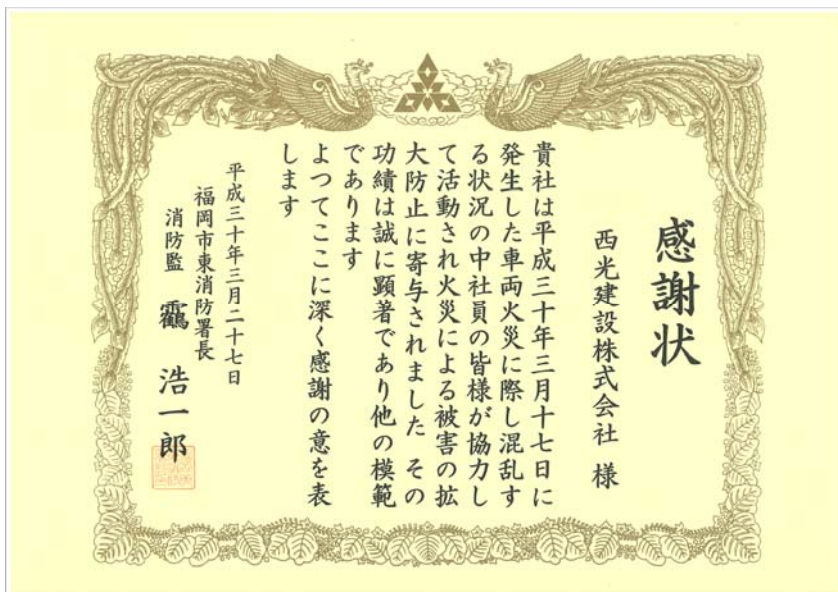 感謝状
西光建設株式会社 様
貴社は平成三十年三月十七日に
発生した車両火災に際し混乱す
る状況の中社員の皆様が協力し
て活動され火災による被害の拡
大防止に寄与されました その
功績は誠に顕著であり他の模範
であります
よつてここに深く感謝の意を表
します
平成三十年三月二十七日
福岡市東消防署長
消防監 靍 浩一郎